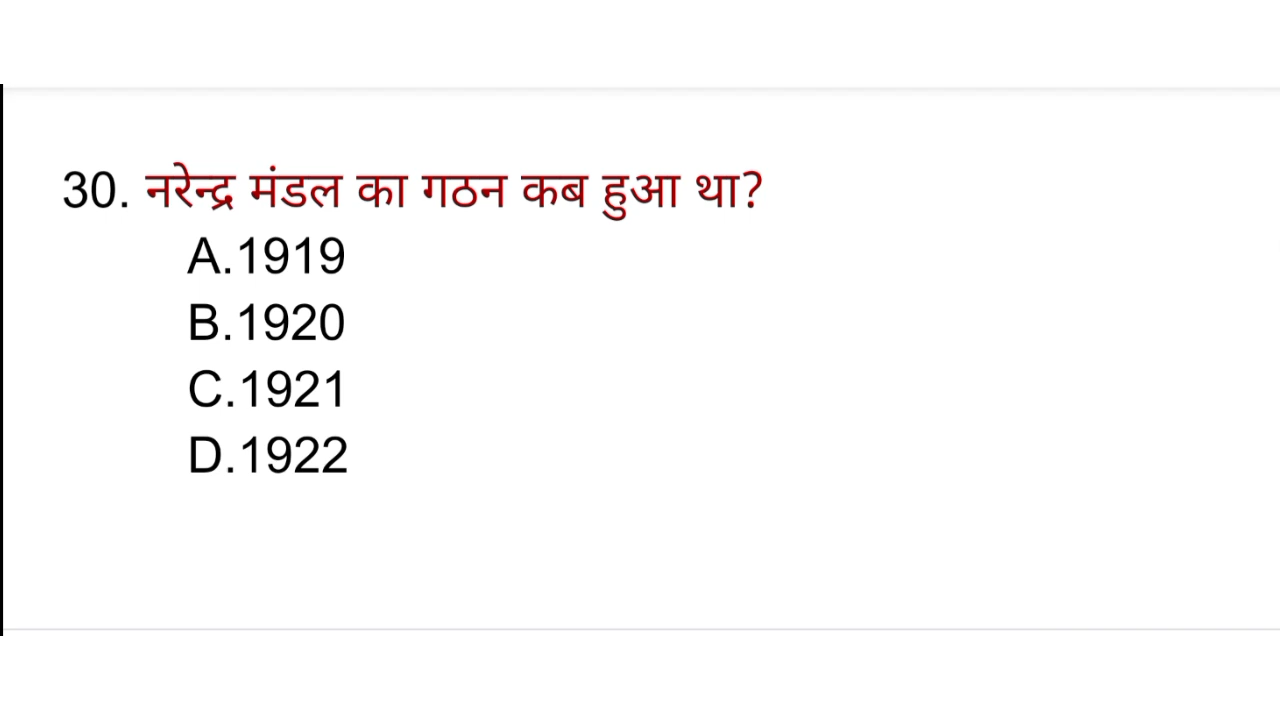 30. नरेन्द्र मंडल का गठन कब हुआ था?
A.1919
B.1920
C.1921
D.1922